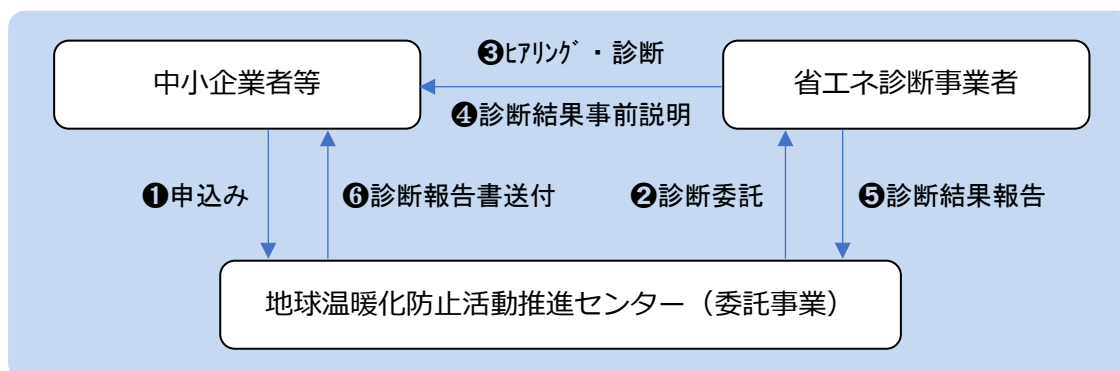 ❸ﾋｱﾘﾝｸﾞ・診断
中小企業者等
省エネ診断事業者
❹診断結果事前説明
❶申込み
❻診断報告書送付
❷診断委託
❺診断結果報告
地球温暖化防止活動推進センター（委託事業）